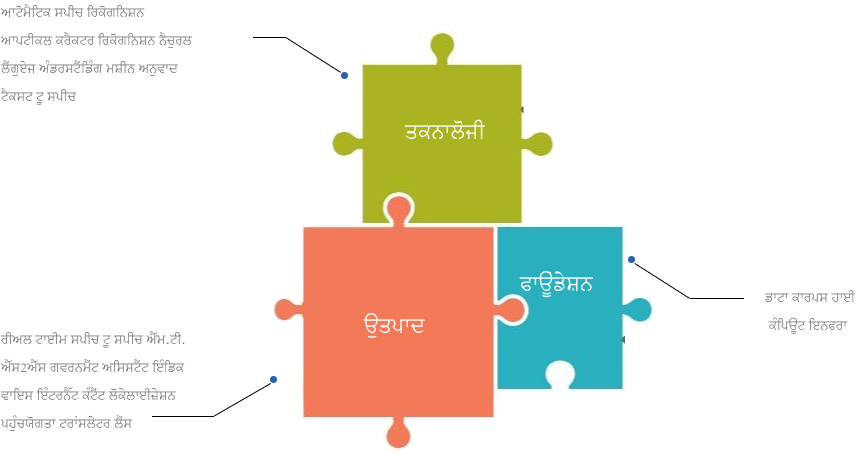 ਆਟੋਮੈਟਿਕ ਸਪੀਚ ਰਿਕੋਗਨਿਸ਼ਨ
ਆਪਟੀਕਲ ਕਰੈਕਟਰ ਰਿਕੋਗਨਿਸ਼ਨ ਨੈਚੁਰਲ
ਲੈਂਗੁਏਜ ਅੰਡਰਸਟੈਂਡਿੰਗ ਮਸ਼ੀਨ ਅਨੁਵਾਦ
ਟੈਕਸਟ ਟੂ ਸਪੀਚ
ਤਕਨਾਲੋਜੀ
ਫਾਊਂਡੇਸ਼ਨ
ਡਾਟਾ ਕਾਰਪਸ ਹਾਈ
ਕੰਪਿਊਟ ਇਨਫਰਾ
ਉਤਪਾਦ
ਰੀਅਲ ਟਾਈਮ ਸਪੀਚ ਟੂ ਸਪੀਚ ਐੱਮ.ਟੀ.
ਐੱਸ2ਐੱਸ ਗਵਰਨਮੈਂਟ ਅਸਿਸਟੈਂਟ ਇੰਡਿਕ
ਵਾਇਸ ਇੰਟਰਨੈੱਟ ਕੰਟੈਂਟ ਲੋਕੇਲਾਈਜ਼ੇਸ਼ਨ
ਪਹੁੰਚਯੋਗਤਾ ਟਰਾਂਸਲੇਟਰ ਲੈਂਸ